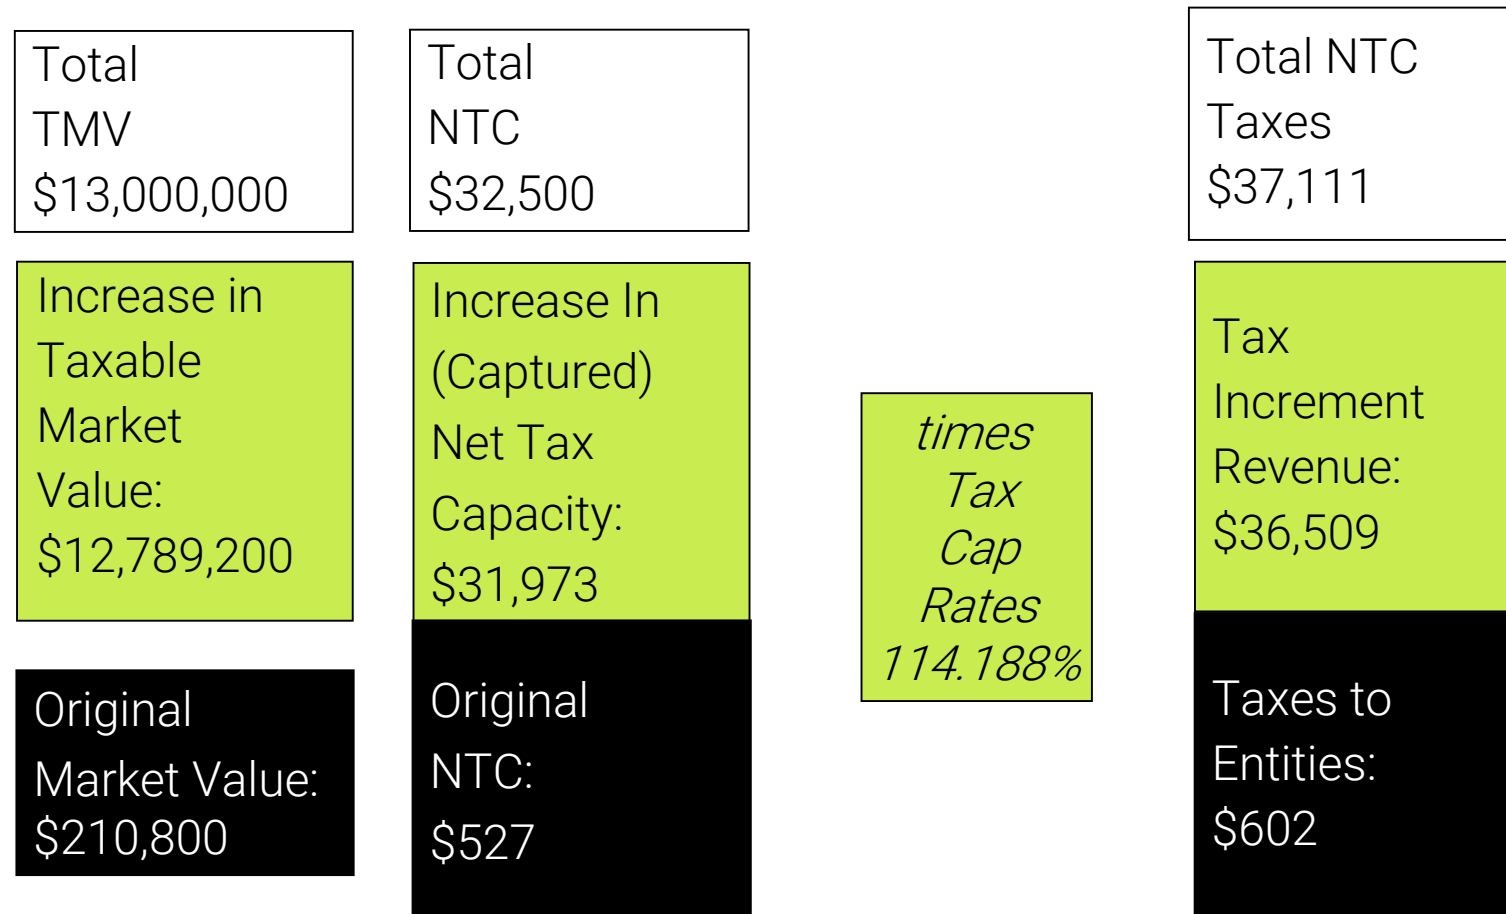 Total
TMV
$13,000,000
Total
NTC
$32,500
Total NTC
Taxes
$37,111
Increase in
Taxable
Market
Value:
$12,789,200
Increase In
(Captured)
Net Tax
Capacity:
$31,973
times
Tax
Cap
Rates
114.188%
Tax
Increment
Revenue:
$36,509
Original
Market Value:
$210,800
Original
NTC:
$527
Taxes to
Entities:
$602